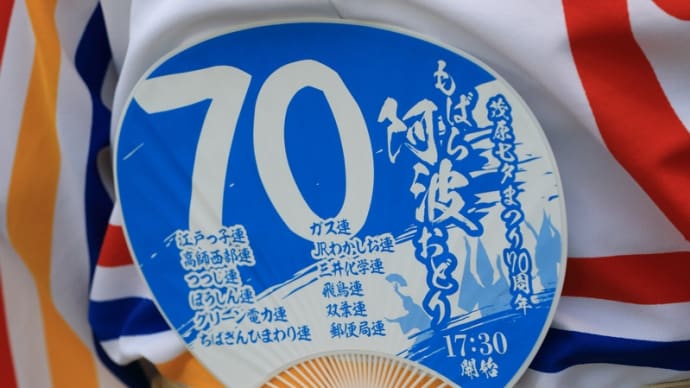 70
茂原七夕まつり70周年
もばら
阿波おどり
17:30
開始
江戸っ子連
高師西部連
つつじ連
ほうしん連
グリーン電力連
ちばぎんひまわり連
ガス連
JRわかしお連
三井化学連
飛鳥連
双葉連
郵便局連